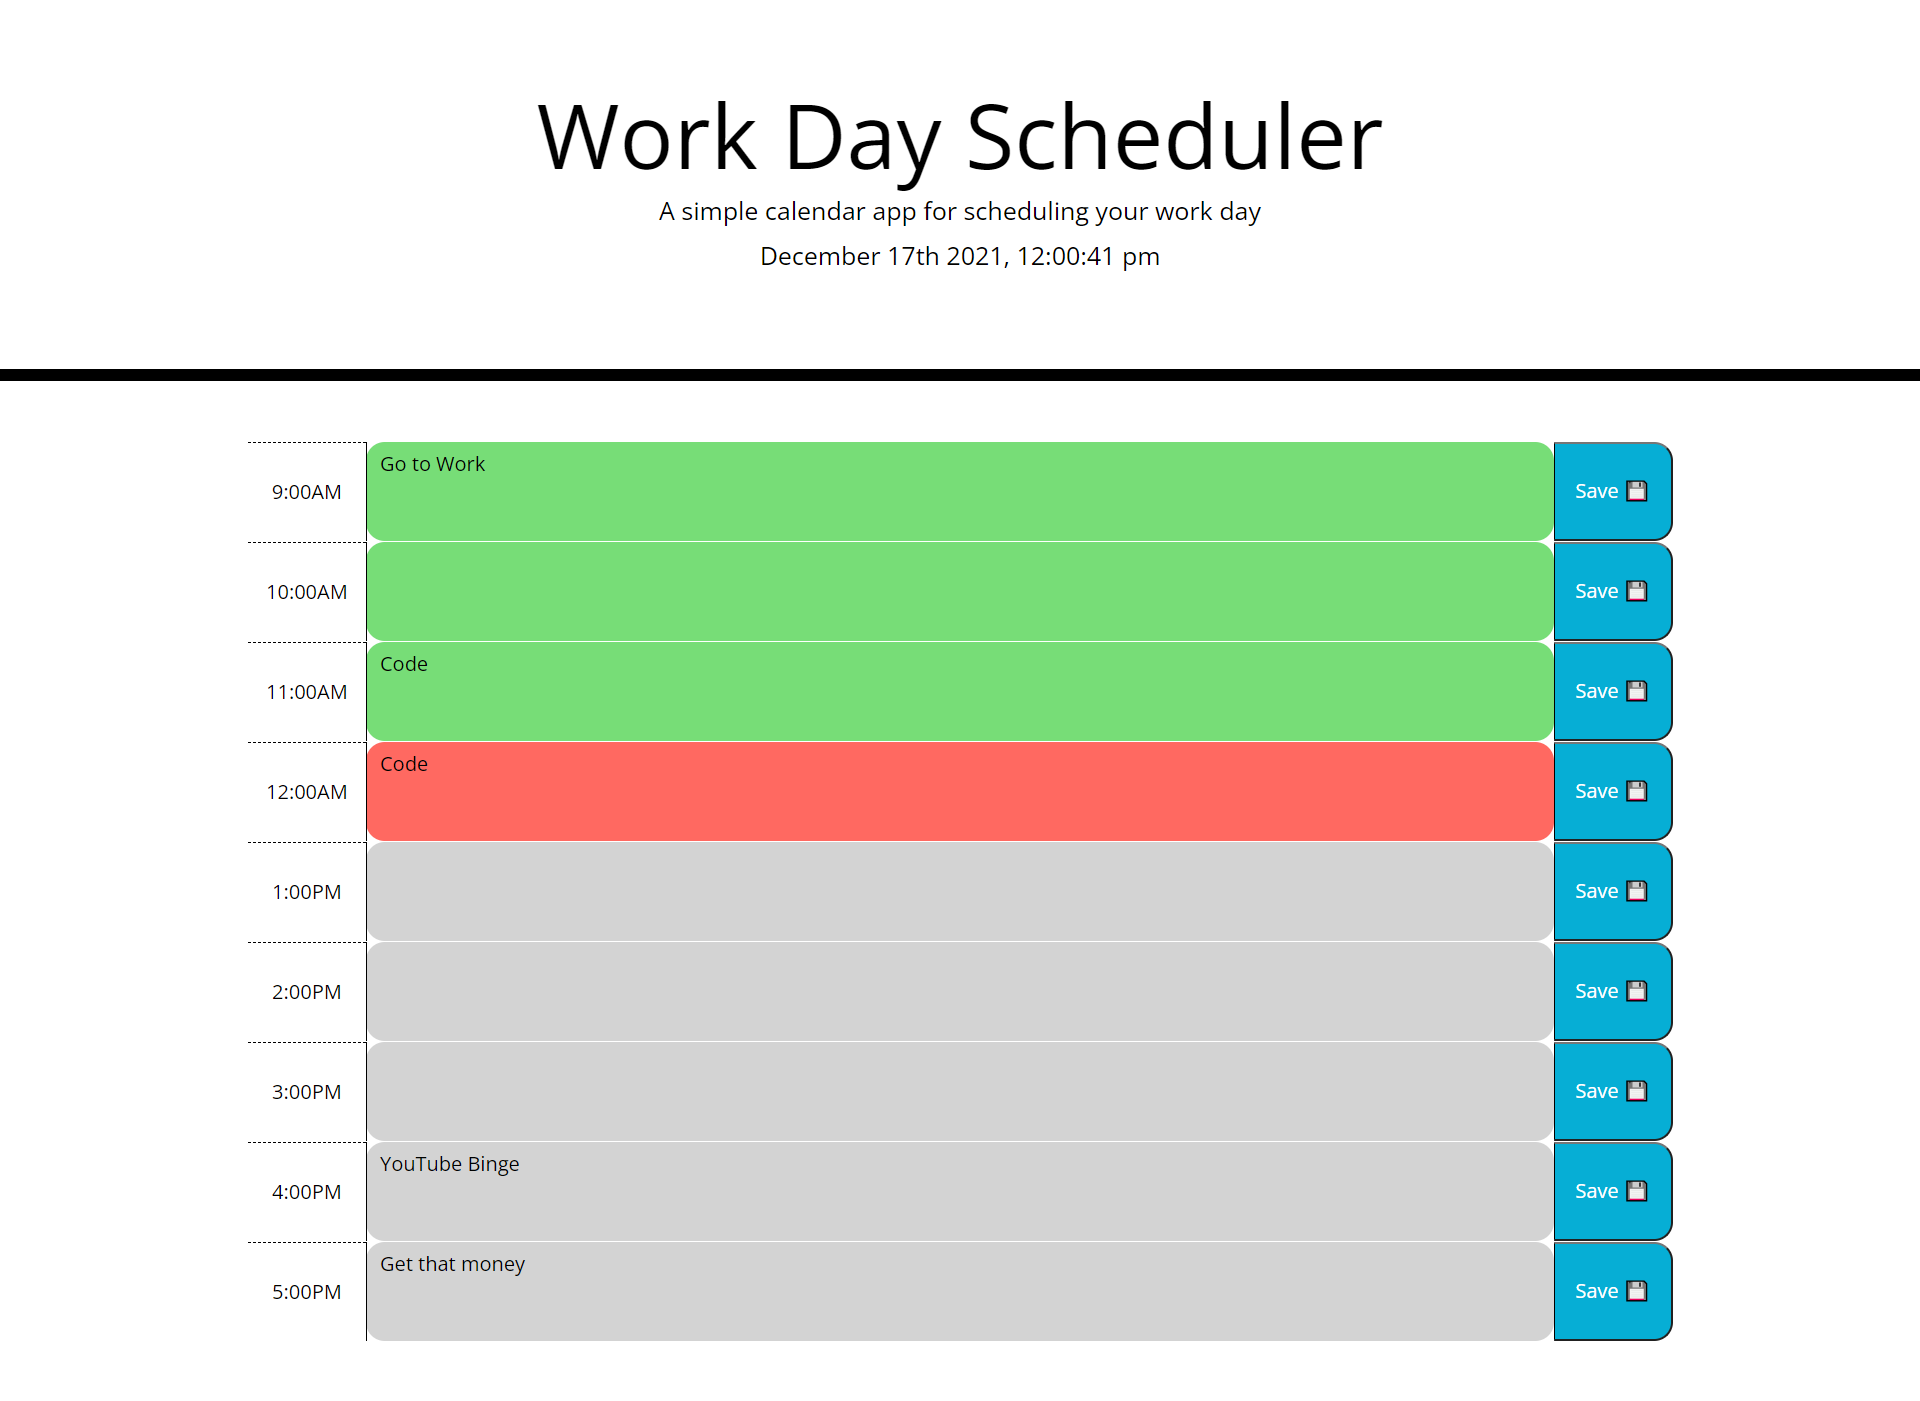 Work Day Scheduler
A simple calendar app for scheduling your work day
December 17th 2021, 12:00:41 pm
9:00AM Go to Work Save
10:00AM Save
11:00AM Code Save
12:00AM Code Save
1:00PM Save
2:00PM Save
3:00PM Save
4:00PM YouTube Binge Save
5:00PM Get that money Save